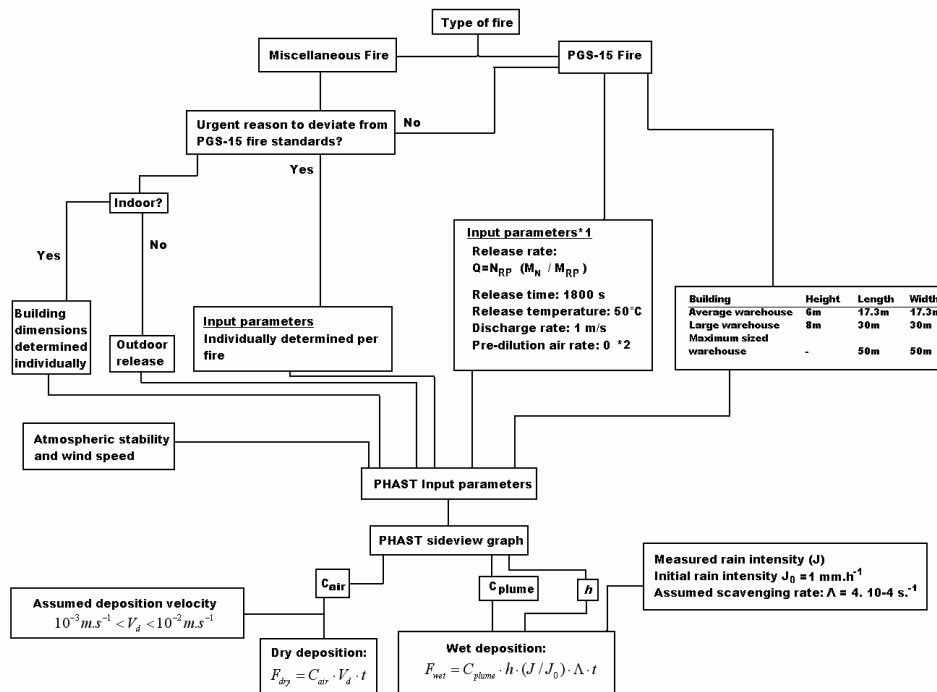 Type of fire
Miscellaneous Fire
PGS-15 Fire
Urgent reason to deviate from
PGS-15 fire standards?
No
Yes
Indoor?
Yes
No
Building
dimensions
determined
individually
Outdoor
release
Input parameters
Individually determined per
fire
Input parameters*1
Release rate:
Q=N_RP (M_N / M_RP)
Release time: 1800 s
Release temperature: 50°C
Discharge rate: 1 m/s
Pre-dilution air rate: 0 *2
Building Height Length Width
Average warehouse 6m 17.3m 17.3m
Large warehouse 8m 30m 30m
Maximum sized
warehouse - 50m 50m
Atmospheric stability
and wind speed
PHAST Input parameters
PHAST sideview graph
C_air
C_plume
h
Measured rain intensity (J)
Initial rain intensity J_0 =1 mm.h^-1
Assumed scavenging rate: Λ = 4. 10-4 s.^-1
Assumed deposition velocity
10^-3 m.s^-1 < V_d < 10^-2 m.s^-1
Dry deposition:
F_dry = C_air · V_d · t
Wet deposition:
F_wet = C_plume · h · (J / J_0) · Λ · t